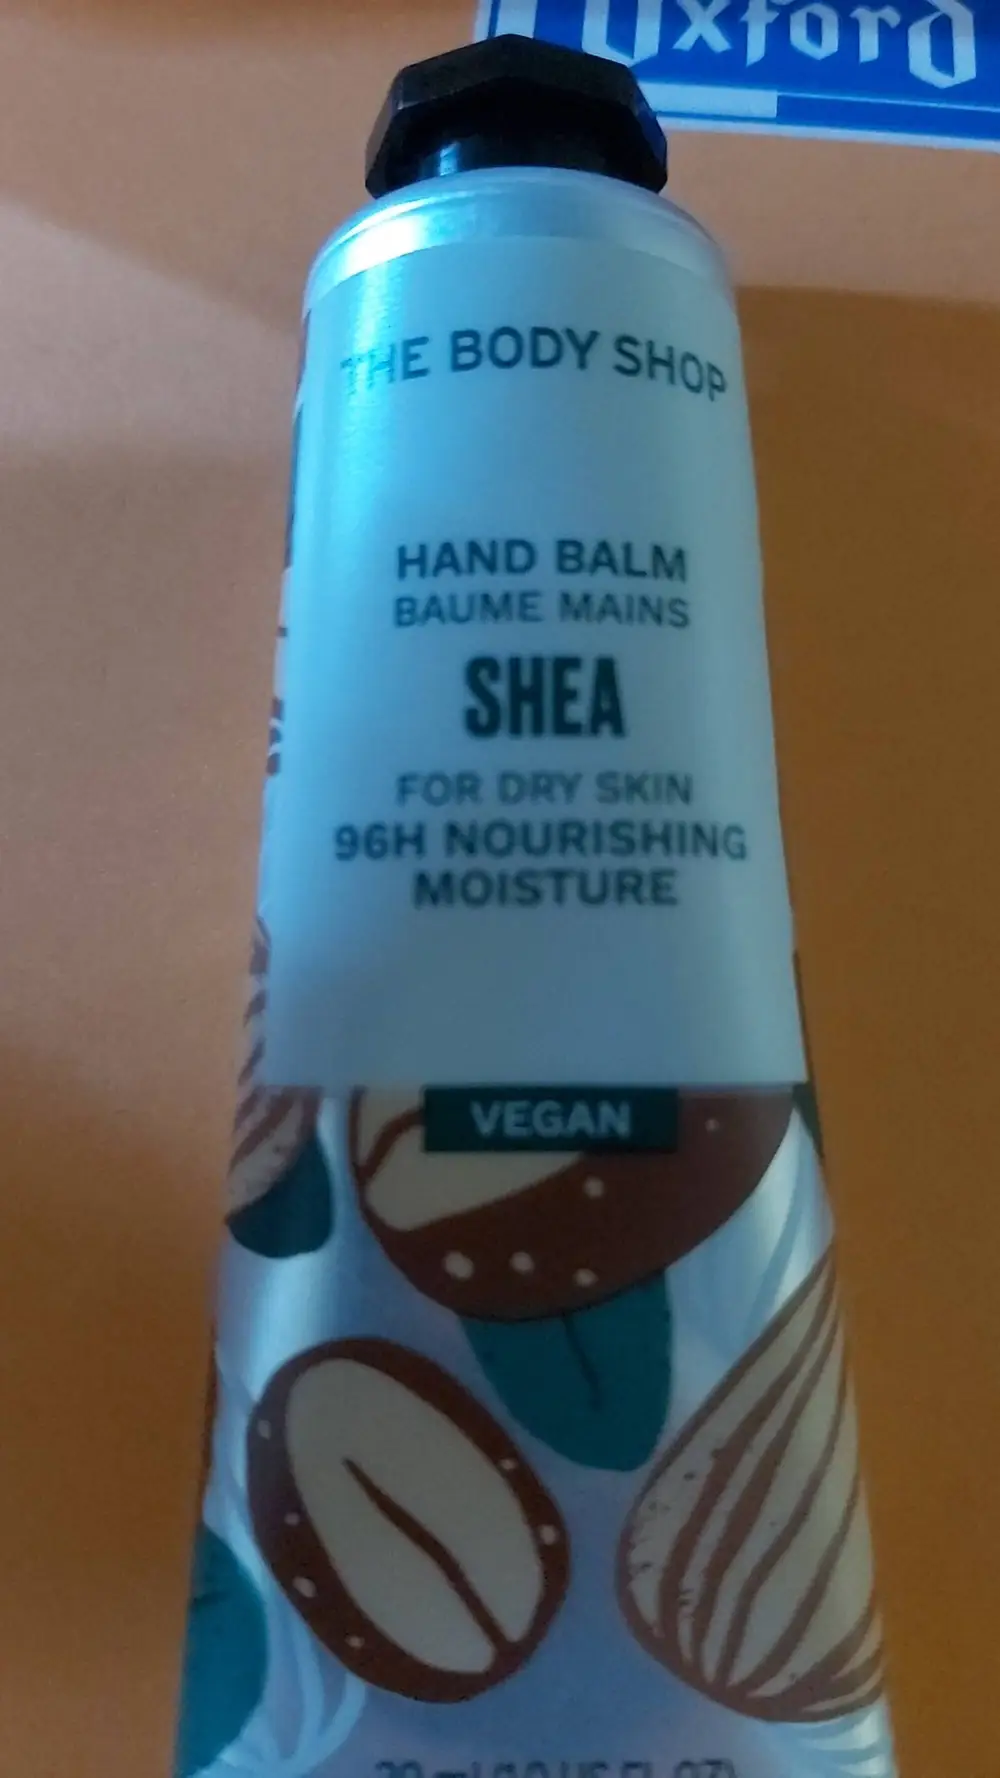 Oxford
THE BODY SHOP
HAND BALM
BAUME MAINS
SHEA
FOR DRY SKIN
96H NOURISHING
MOISTURE
VEGAN